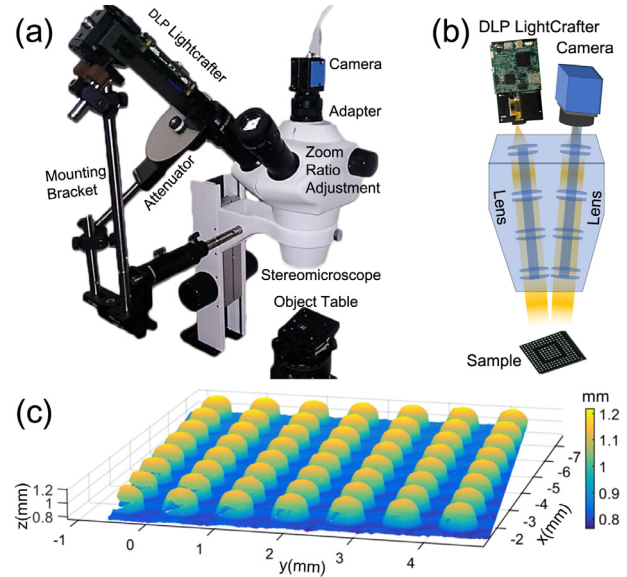 (a)
DLP Lightcrafter
Camera
Adapter
Zoom
Ratio
Adjustment
Mounting
Bracket
Attenuator
Stereomicroscope
Object Table
(b)
DLP LightCrafter
Camera
Lens
Lens
Sample
(c)
mm
1.2
1.1
1
0.9
0.8
z(mm)
1.2
1
0.8
-1
0
1
2
3
4
y(mm)
-7
-6
-5
-4
-3
-2
x(mm)